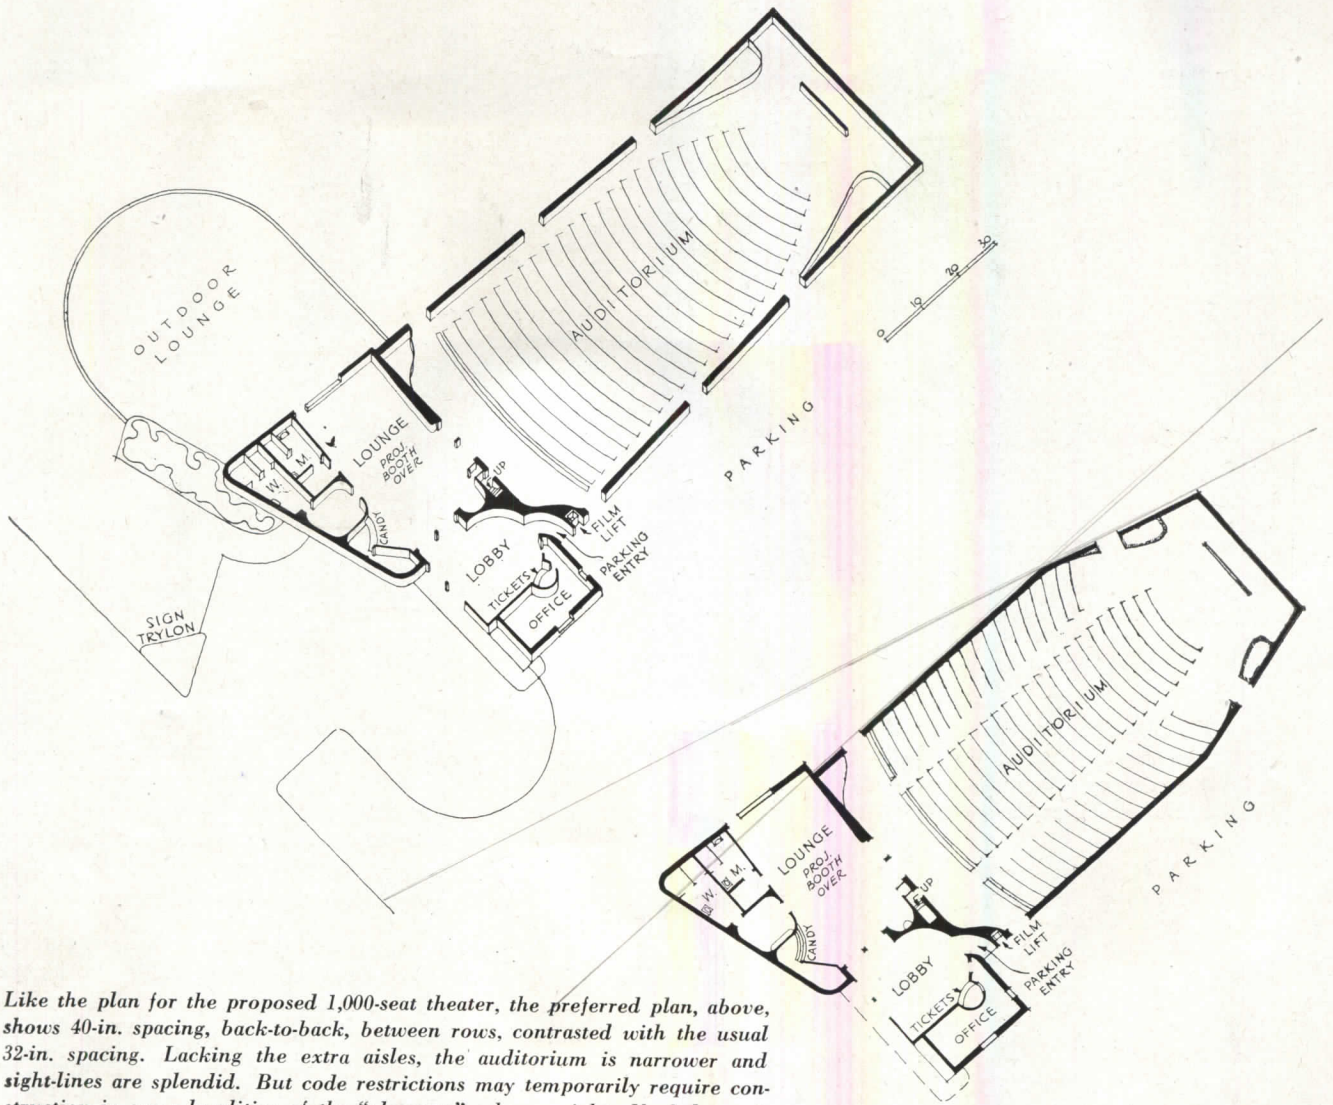 OUTDOOR
LOUNGE
AUDITORIUM
0 10 20 30
PARKING
LOUNGE
PROJ.
BOOTH
OVER
M.
W.
CANDY
UP
FILM
LIFT
PARKING
ENTRY
LOBBY
TICKETS
OFFICE
SIGN
TRYLON
AUDITORIUM
PARKING
LOUNGE
PROJ.
BOOTH
OVER
M.
W.
CANDY
UP
FILM
LIFT
PARKING
ENTRY
LOBBY
TICKETS
OFFICE
Like the plan for the proposed 1,000-seat theater, the preferred plan, above,
shows 40-in. spacing, back-to-back, between rows, contrasted with the usual
32-in. spacing. Lacking the extra aisles, the auditorium is narrower and
sight-lines are splendid. But code restrictions may temporarily require con-